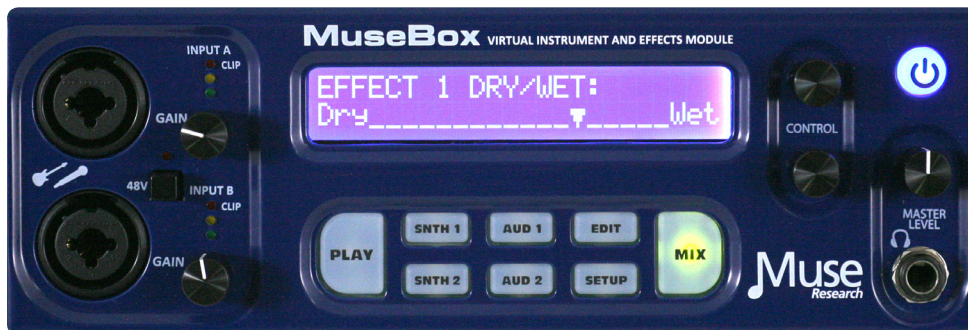 INPUT A
CLIP
GAIN
48V
INPUT B
CLIP
GAIN
MuseBox VIRTUAL INSTRUMENT AND EFFECTS MODULE
EFFECT 1 DRY/WET:
Dry____________▼_____Wet
PLAY
SNTH 1
AUD 1
EDIT
SNTH 2
AUD 2
SETUP
MIX
CONTROL
MASTER
LEVEL
Muse
Research